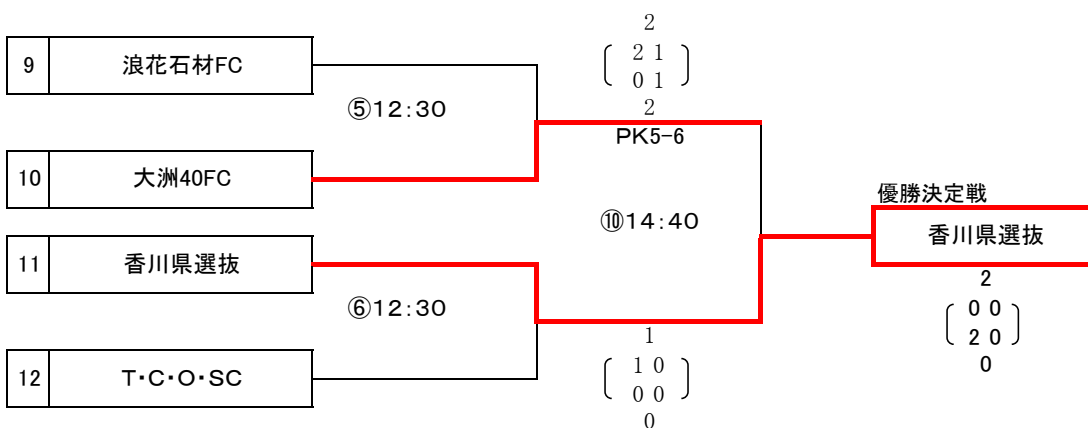 9 浪花石材FC
⑤12:30
10 大洲40FC
2
2 1
0 1
2
PK5-6
⑩14:40
11 香川県選抜
⑥12:30
12 T・C・O・SC
1
1 0
0 0
0
優勝決定戦
香川県選抜
2
0 0
2 0
0